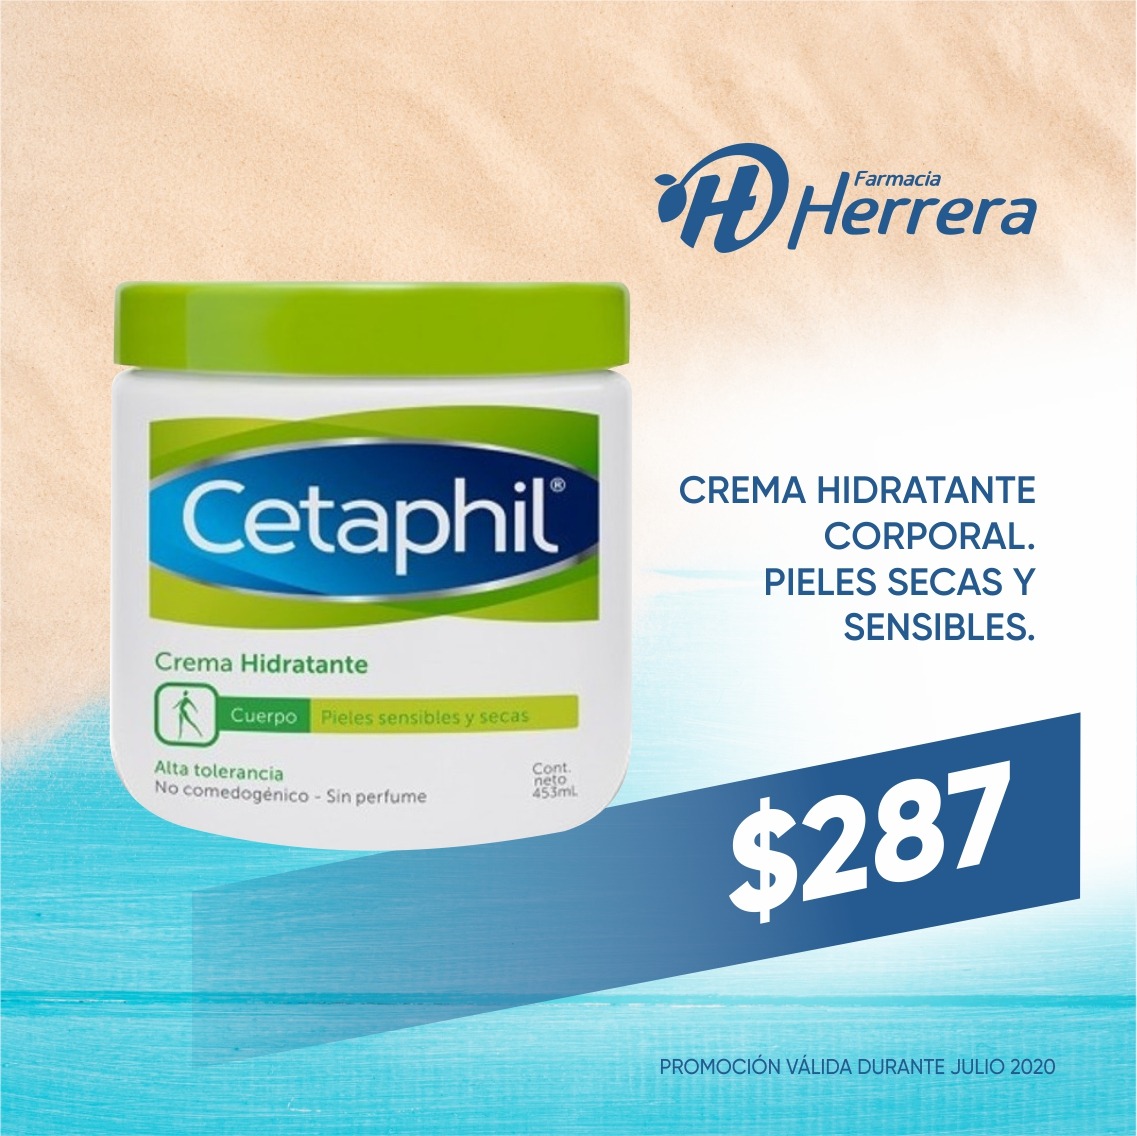 Farmacia
Herrera
Cetaphil®
CREMA HIDRATANTE
CORPORAL.
PIELES SECAS Y
SENSIBLES.
Crema Hidratante
Cuerpo Pieles sensibles y secas
Alta tolerancia
No comedogénico - Sin perfume
Cont.
neto
453mL
$287
PROMOCIÓN VÁLIDA DURANTE JULIO 2020